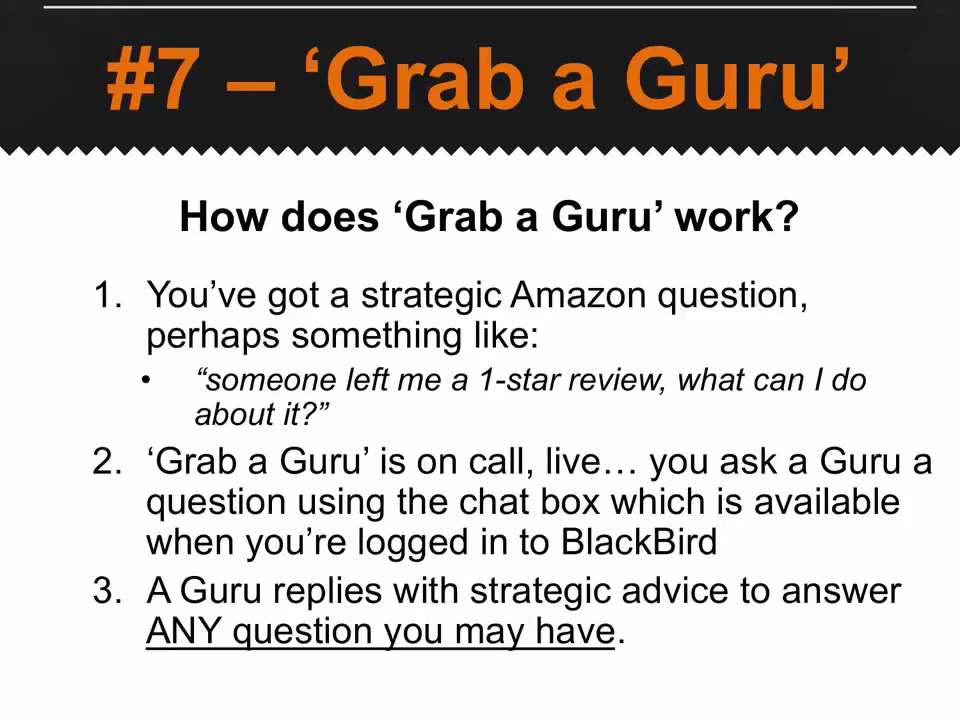 #7 – ‘Grab a Guru’
How does ‘Grab a Guru’ work?
1. You’ve got a strategic Amazon question,
perhaps something like:
• “someone left me a 1-star review, what can I do
about it?”
2. ‘Grab a Guru’ is on call, live… you ask a Guru a
question using the chat box which is available
when you’re logged in to BlackBird
3. A Guru replies with strategic advice to answer
ANY question you may have.